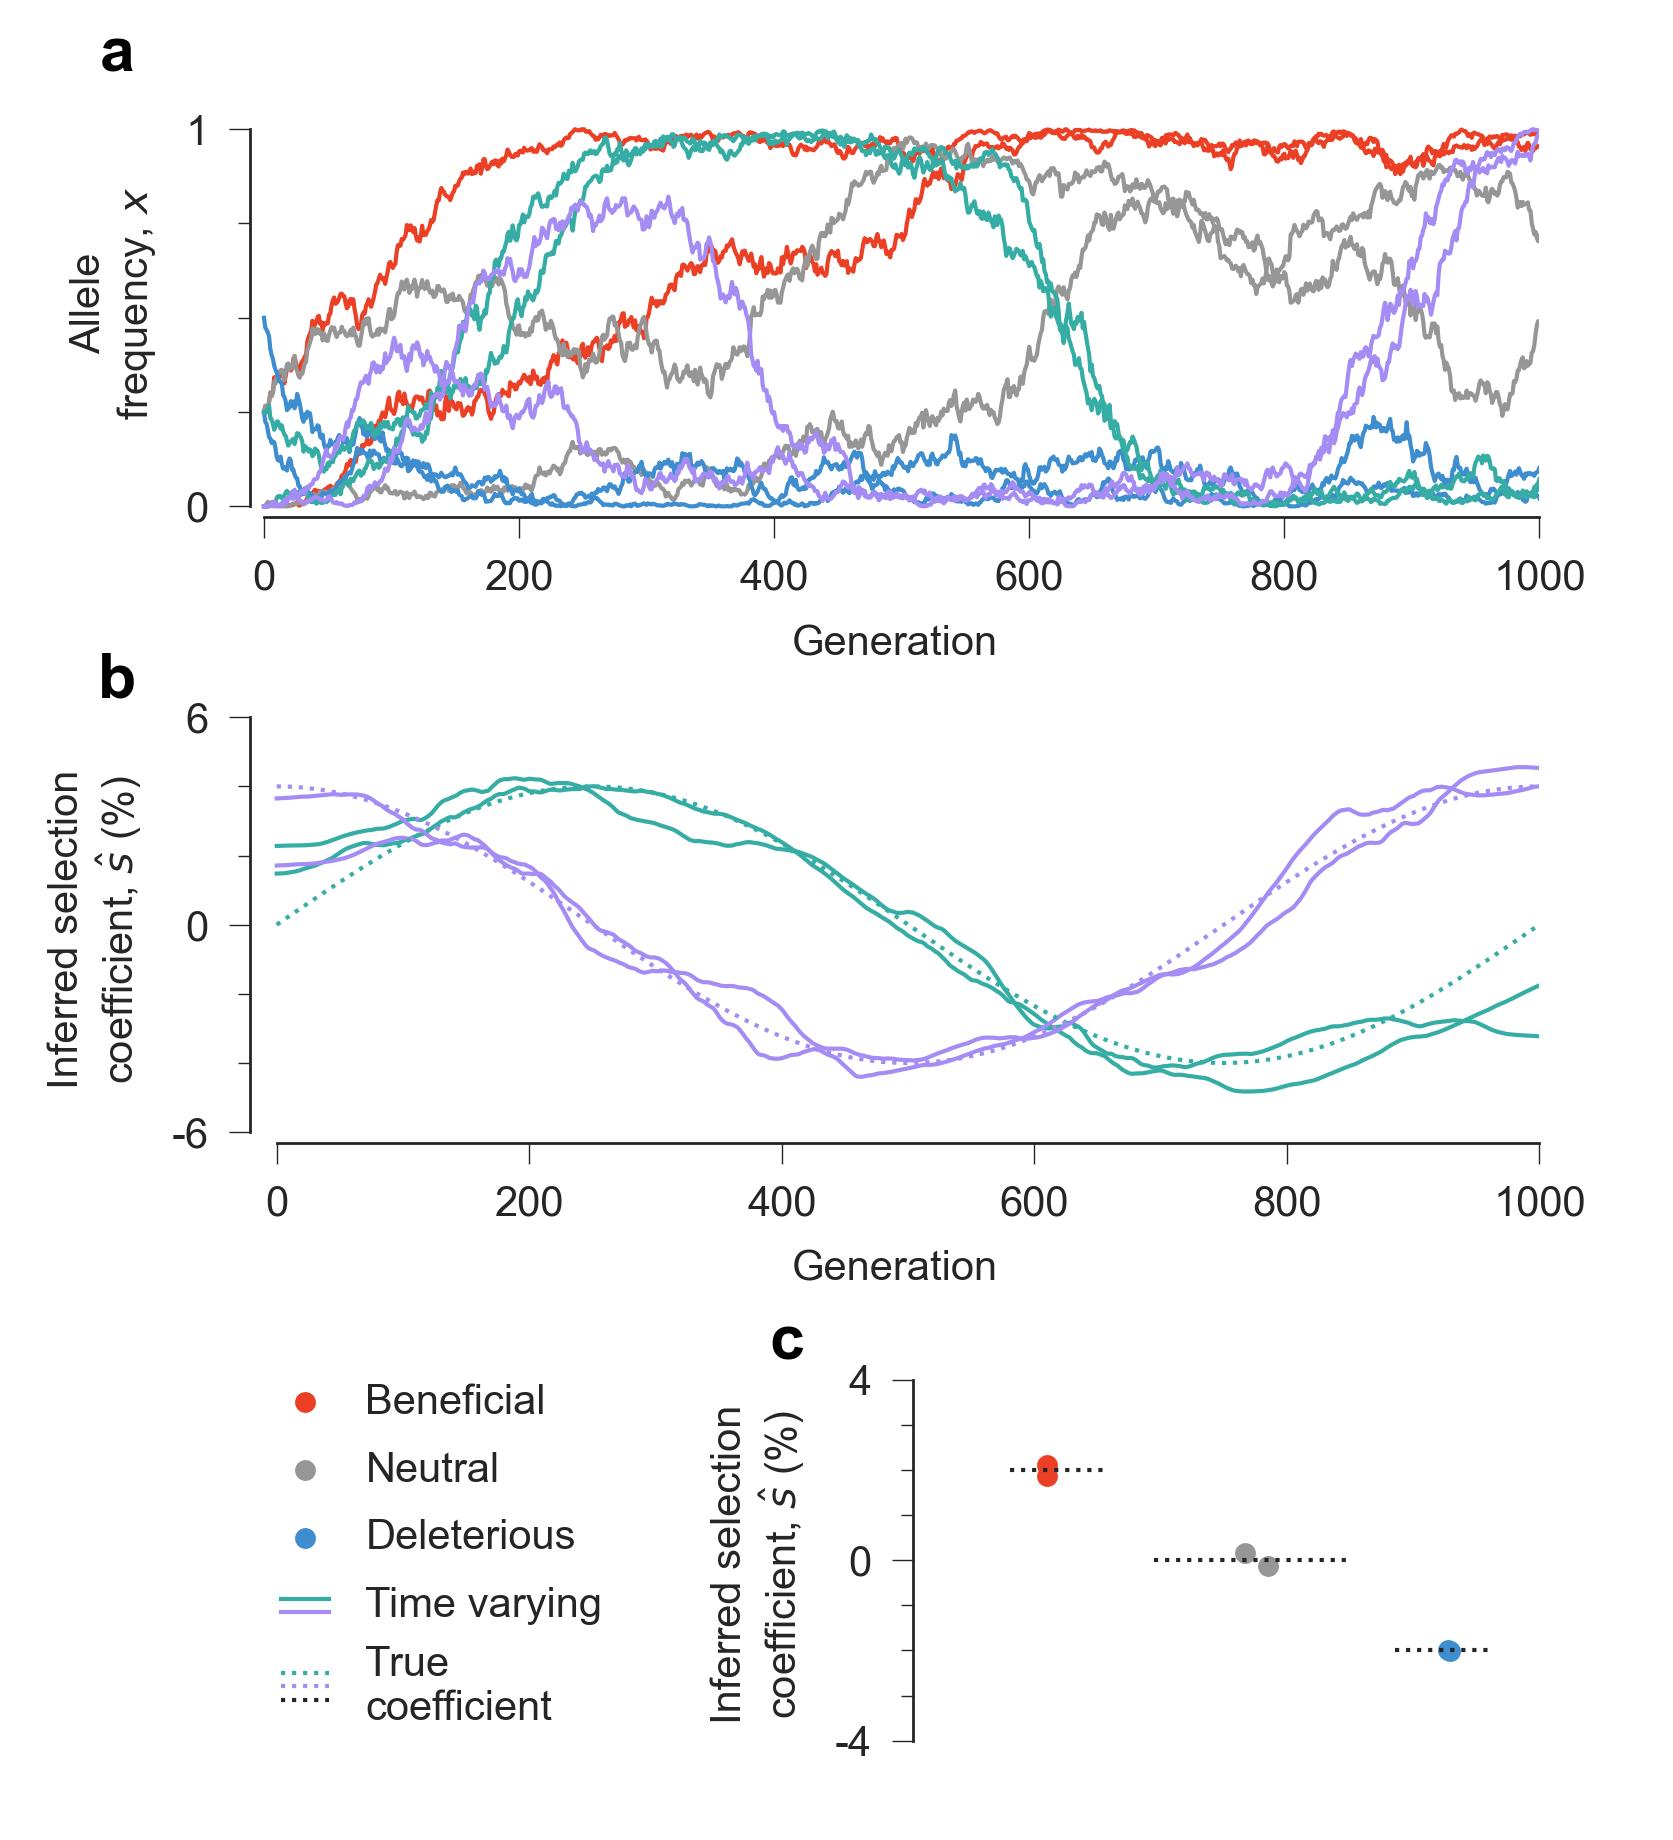 a
1
0
Allele
frequency, x
0 200 400 600 800 1000
Generation
b
6
0
-6
Inferred selection
coefficient, ŝ (%)
0 200 400 600 800 1000
Generation
Beneficial
Neutral
Deleterious
Time varying
True
coefficient
c
4
0
-4
Inferred selection
coefficient, ŝ (%)